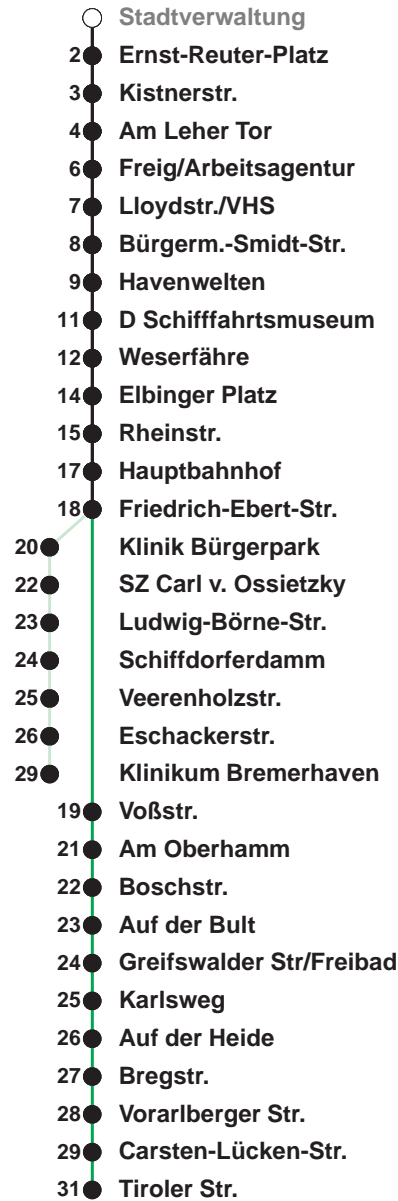 Stadtverwaltung
2 Ernst-Reuter-Platz
3 Kistnerstr.
4 Am Leher Tor
6 Freig/Arbeitsagentur
7 Lloydstr./VHS
8 Bürgerm.-Smidt-Str.
9 Havenwelten
11 D Schifffahrtsmuseum
12 Weserfähre
14 Elbinger Platz
15 Rheinstr.
17 Hauptbahnhof
18 Friedrich-Ebert-Str.
20 Klinik Bürgerpark
22 SZ Carl v. Ossietzky
23 Ludwig-Börne-Str.
24 Schiffdorferdamm
25 Veerenholzstr.
26 Eschackerstr.
29 Klinikum Bremerhaven
19 Voßstr.
21 Am Oberhamm
22 Boschstr.
23 Auf der Bult
24 Greifswalder Str/Freibad
25 Karlsweg
26 Auf der Heide
27 Bregstr.
28 Vorarlberger Str.
29 Carsten-Lücken-Str.
31 Tiroler Str.